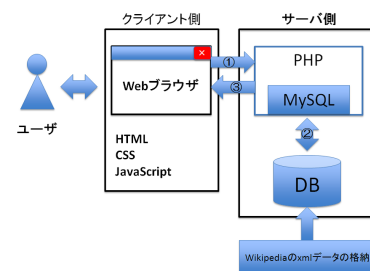 クライアント側
サーバ側
×
①
PHP
Webブラウザ
③
MySQL
ユーザ
②
HTML
CSS
JavaScript
DB
Wikipediaのxmlデータの格納